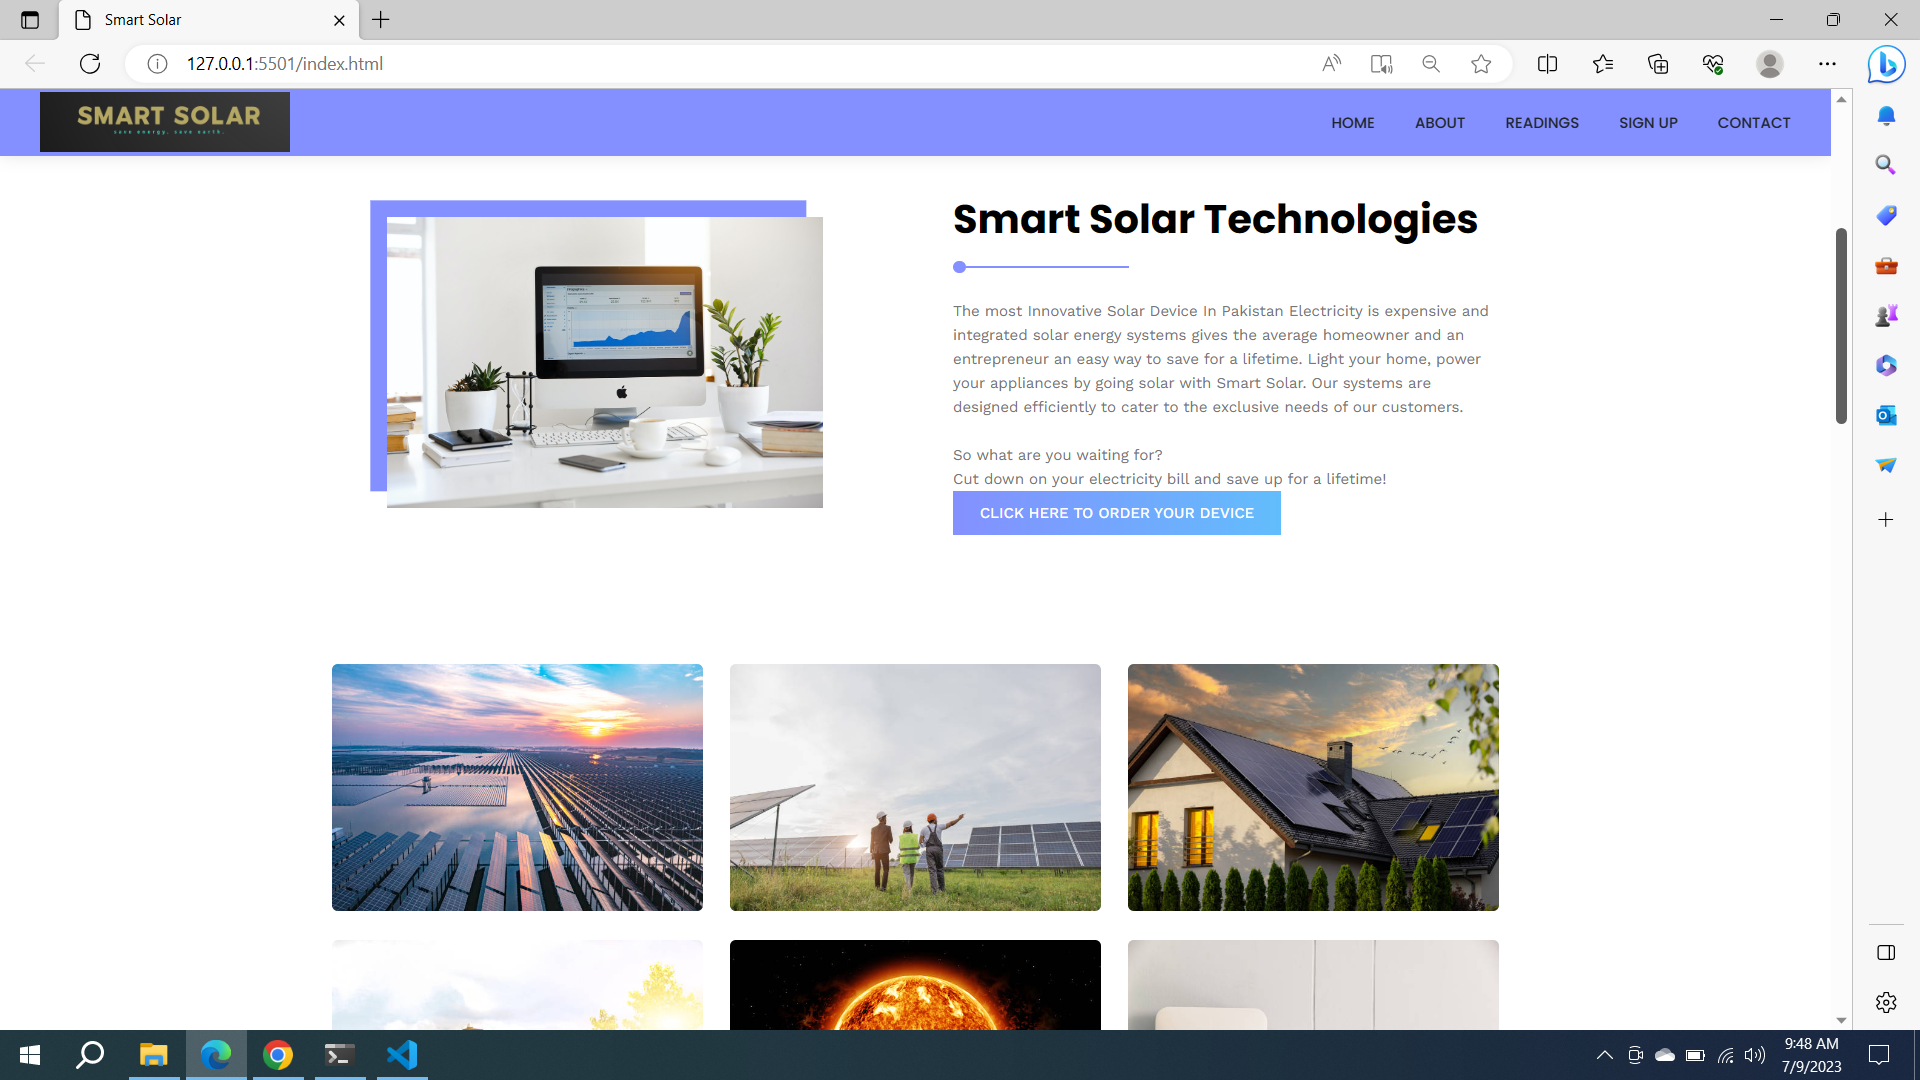 Smart Solar
127.0.0.1:5501/index.html
SMART SOLAR
save energy. save earth.
HOME ABOUT READINGS SIGN UP CONTACT
Smart Solar Technologies
The most Innovative Solar Device In Pakistan Electricity is expensive and
integrated solar energy systems gives the average homeowner and an
entrepreneur an easy way to save for a lifetime. Light your home, power
your appliances by going solar with Smart Solar. Our systems are
designed efficiently to cater to the exclusive needs of our customers.
So what are you waiting for?
Cut down on your electricity bill and save up for a lifetime!
CLICK HERE TO ORDER YOUR DEVICE
9:48 AM
7/9/2023